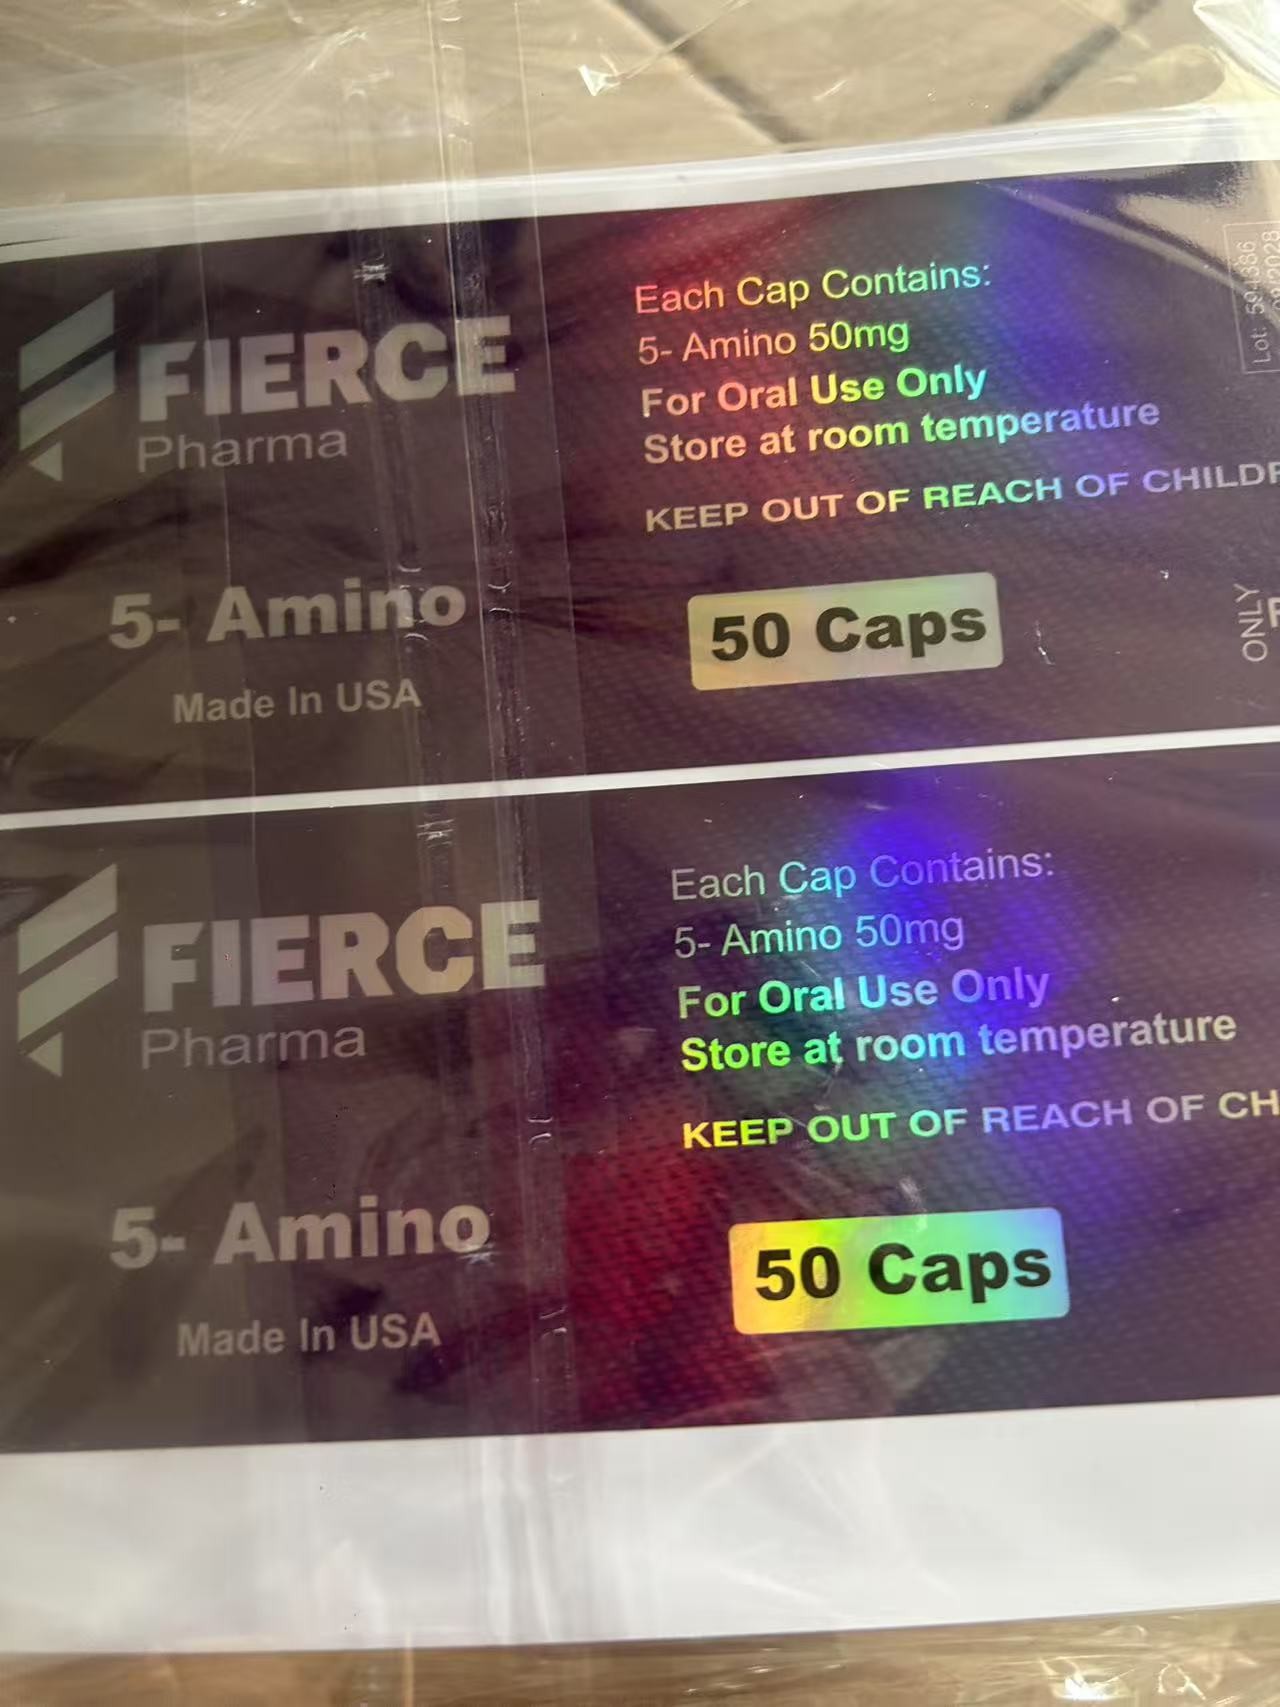 FIERCE
Pharma
5- Amino
Made In USA
Each Cap Contains:
5- Amino 50mg
For Oral Use Only
Store at room temperature
KEEP OUT OF REACH OF
50 Caps
Lot: 594386
2028
ONLY
FIERCE
Pharma
5- Amino
Made In USA
Each Cap Contains:
5- Amino 50mg
For Oral Use Only
Store at room temperature
KEEP OUT OF REACH OF
50 Caps